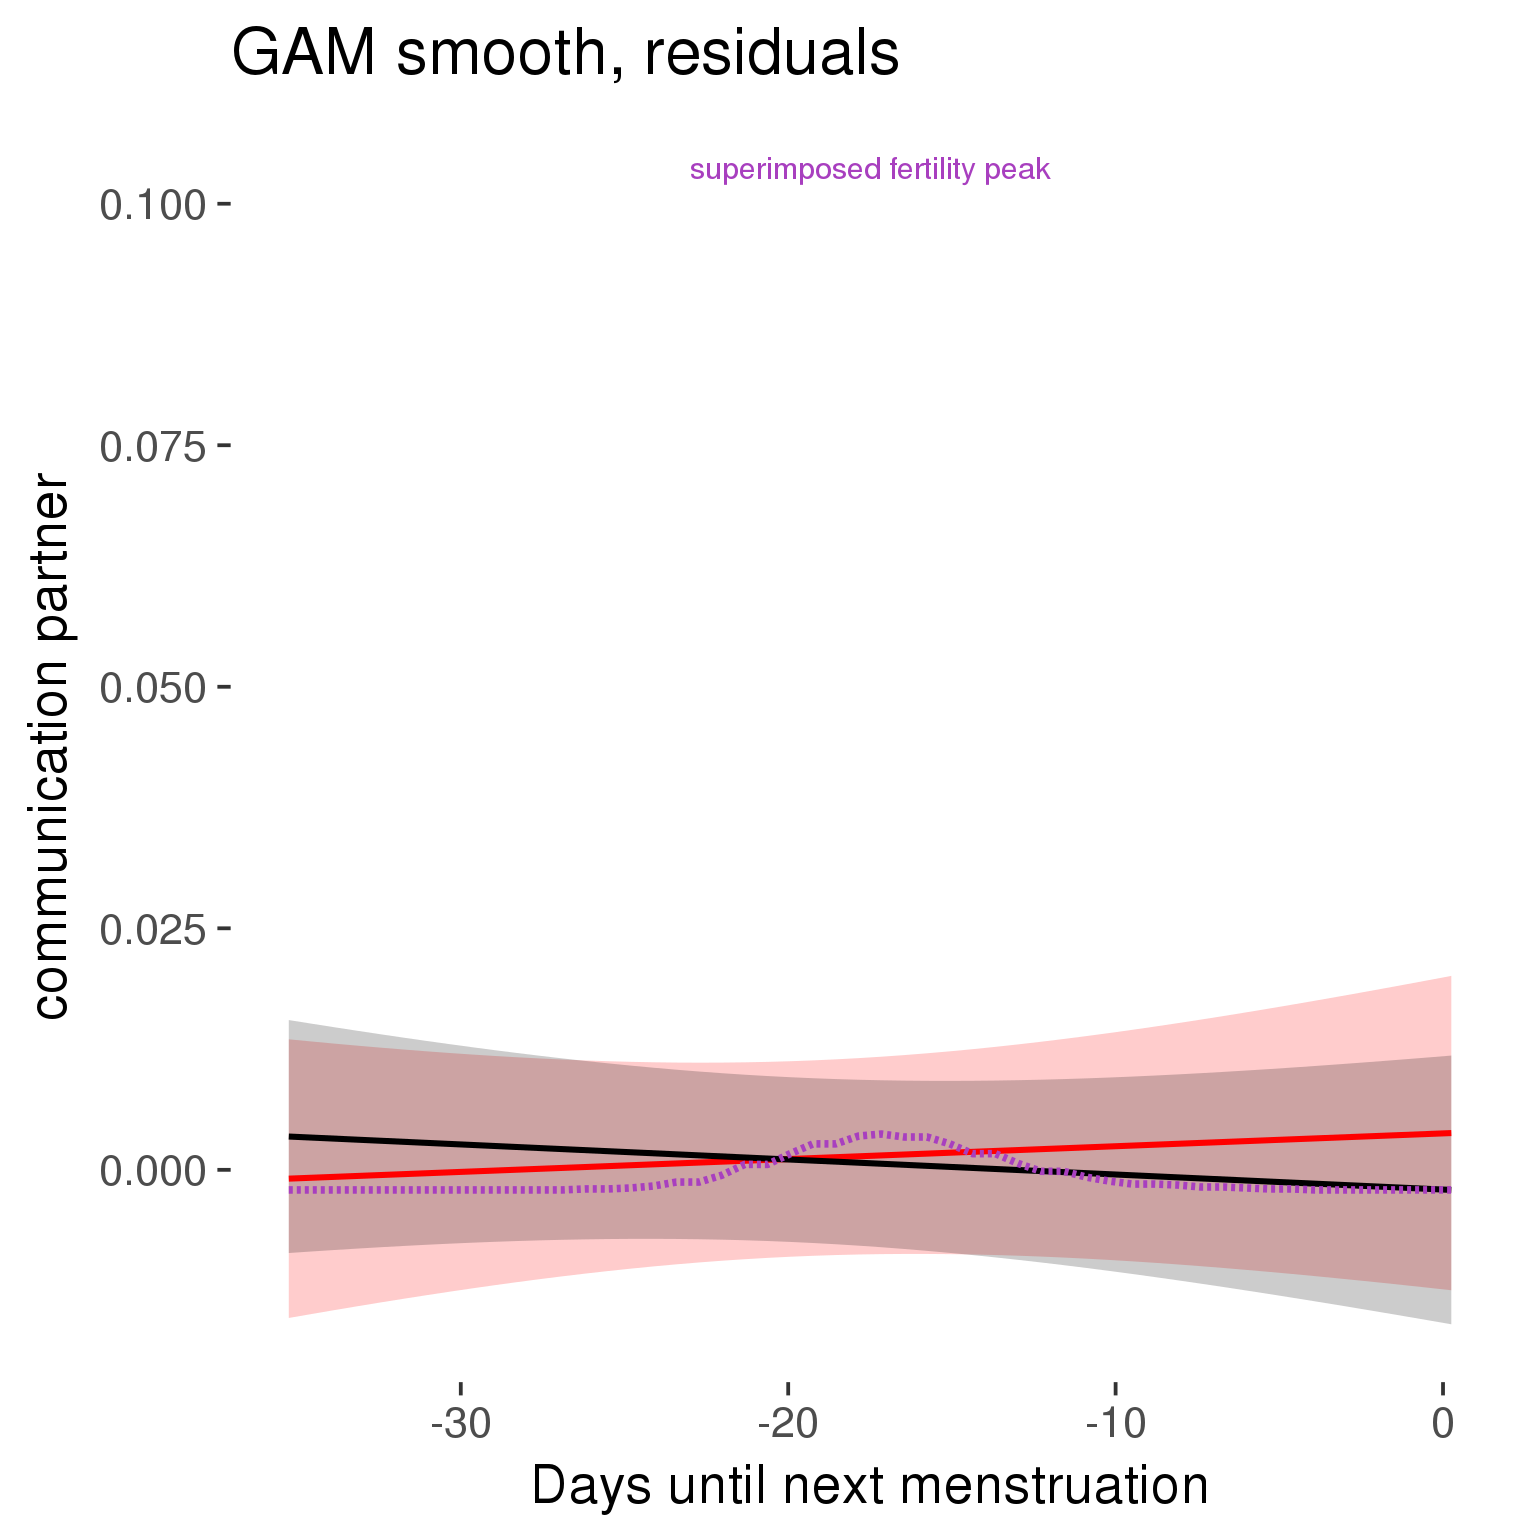 GAM smooth, residuals
superimposed fertility peak
0.100
0.075
0.050
0.025
0.000
communication partner
-30
-20
-10
0
Days until next menstruation